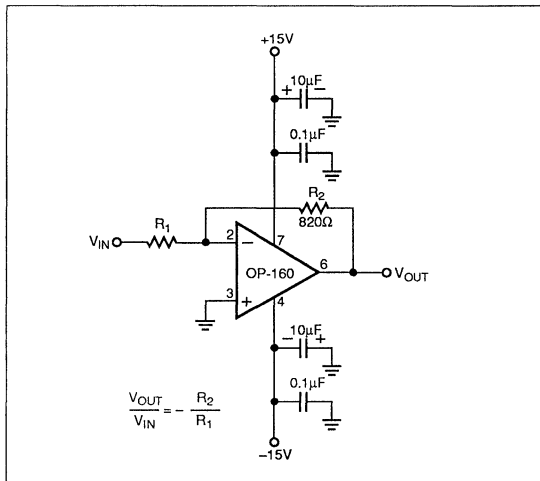 +15V
+ 10µF −
0.1µF
R2
820Ω
R1
VIN
2 − 7
OP-160
6
VOUT
3 + 4
− 10µF +
0.1µF
VOUT
VIN
= −
R2
R1
−15V